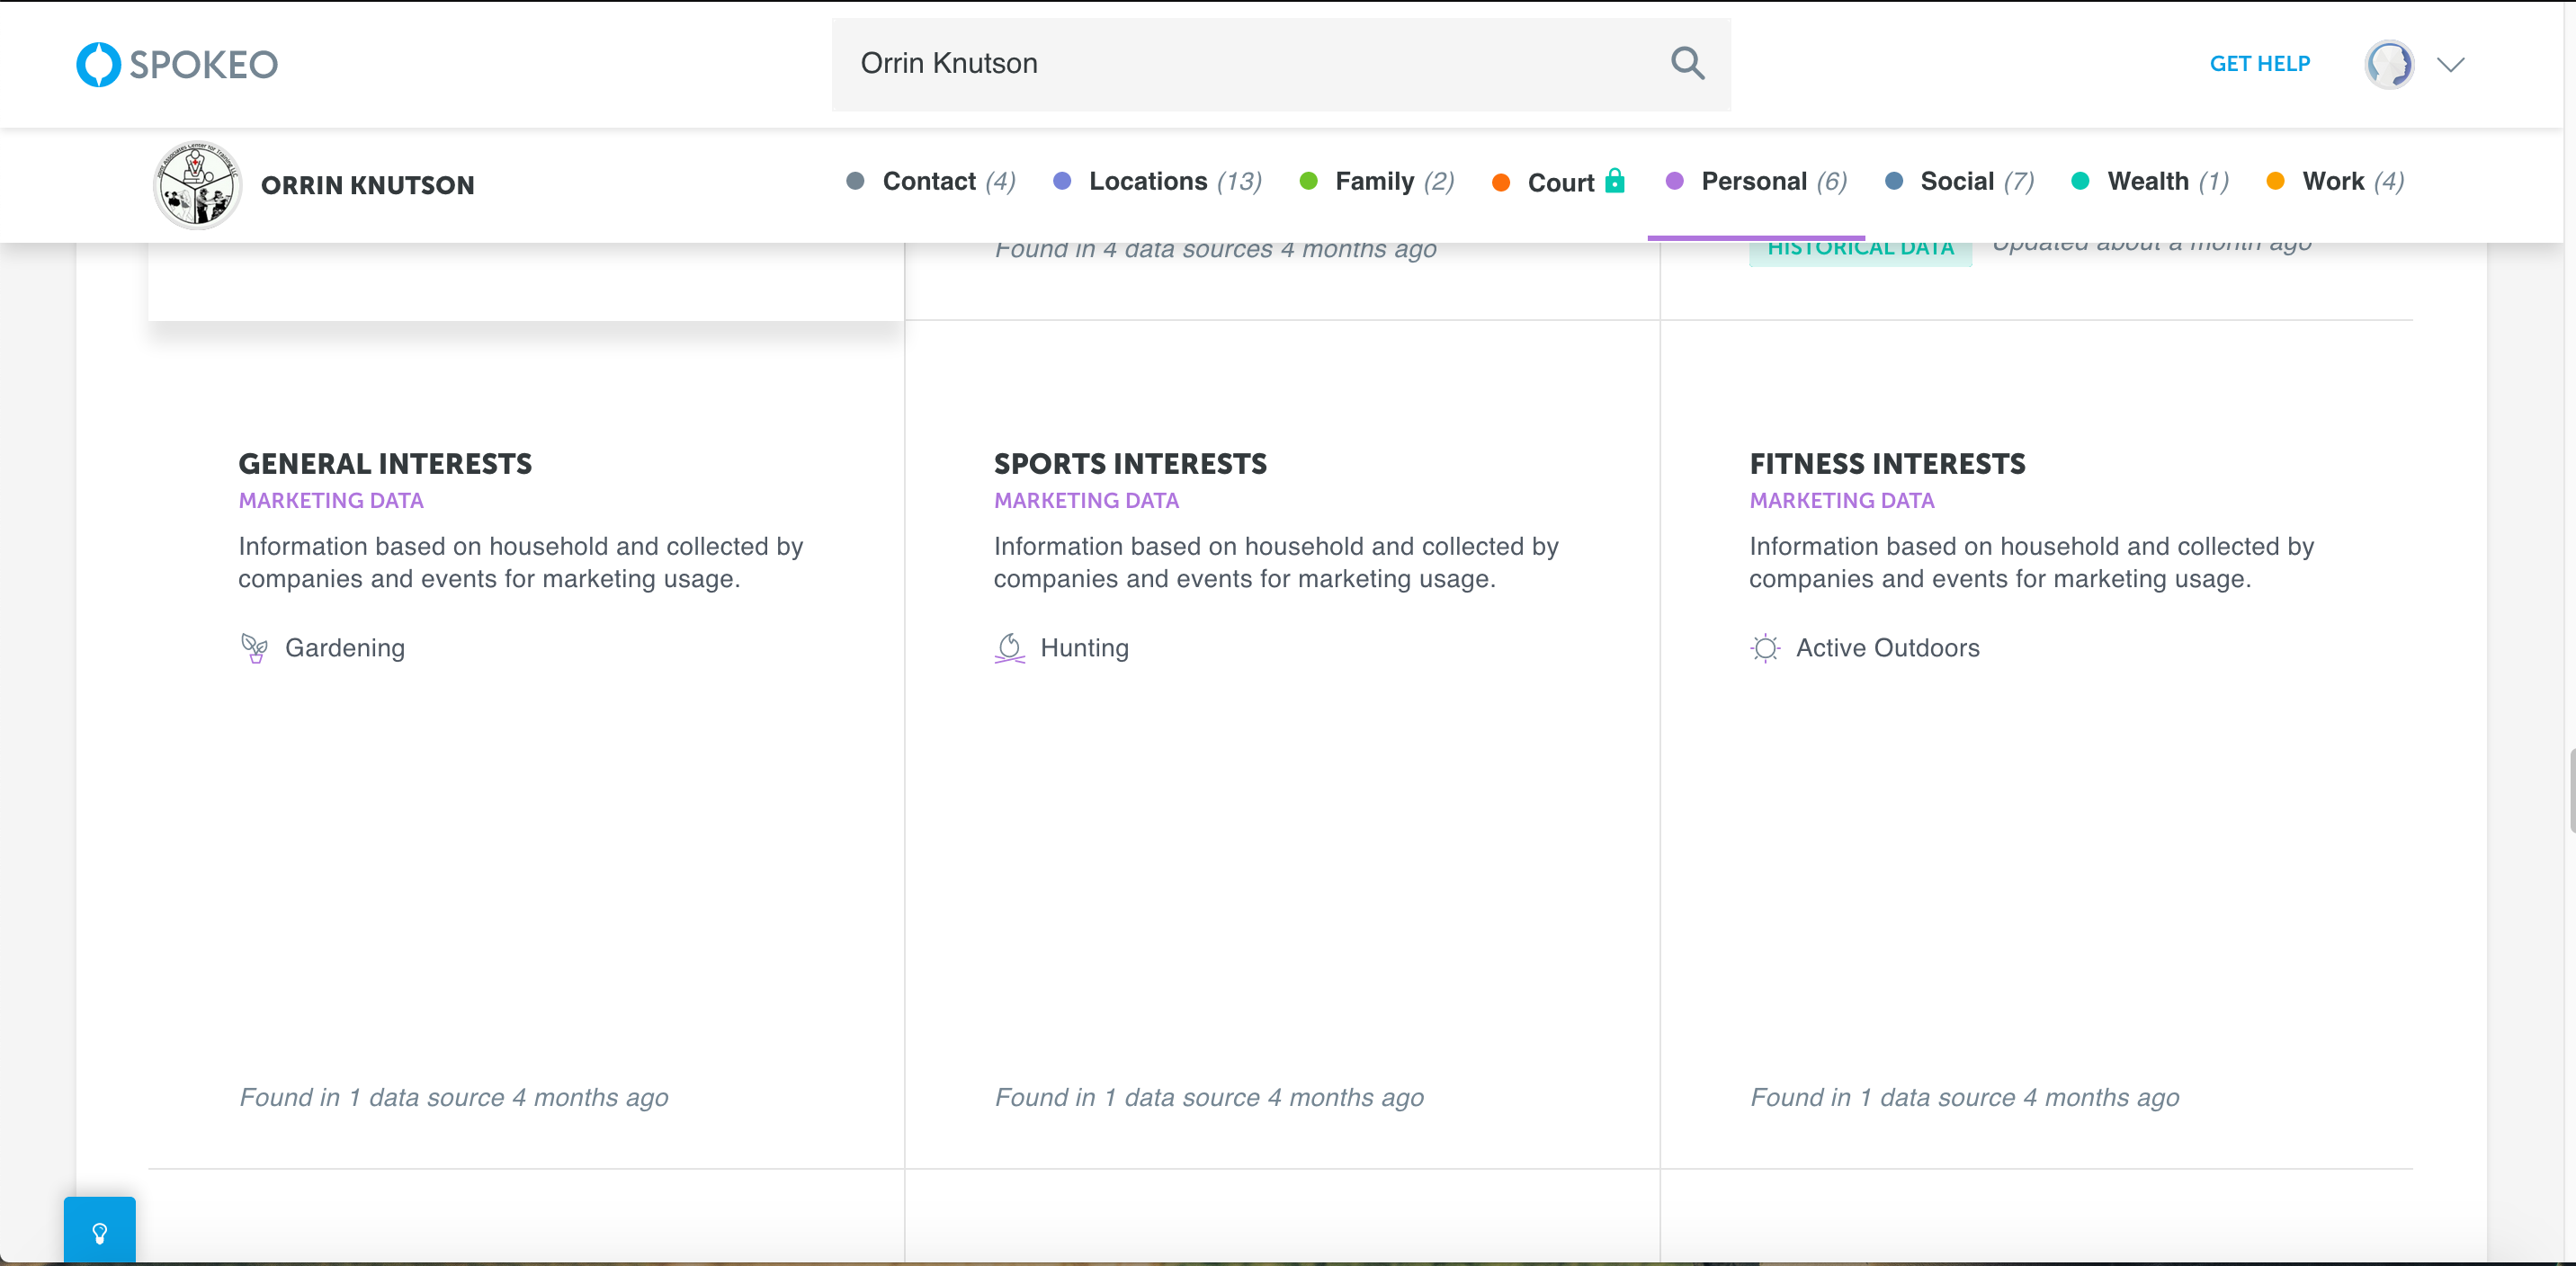 SPOKEO
Orrin Knutson
GET HELP
ORRIN KNUTSON
Contact (4)
Locations (13)
Family (2)
Court
Personal (6)
Social (7)
Wealth (1)
Work (4)
Found in 4 data sources 4 months ago
HISTORICAL DATA
Updated about a month ago
GENERAL INTERESTS
MARKETING DATA
Information based on household and collected by
companies and events for marketing usage.
Gardening
Found in 1 data source 4 months ago
SPORTS INTERESTS
MARKETING DATA
Information based on household and collected by
companies and events for marketing usage.
Hunting
Found in 1 data source 4 months ago
FITNESS INTERESTS
MARKETING DATA
Information based on household and collected by
companies and events for marketing usage.
Active Outdoors
Found in 1 data source 4 months ago